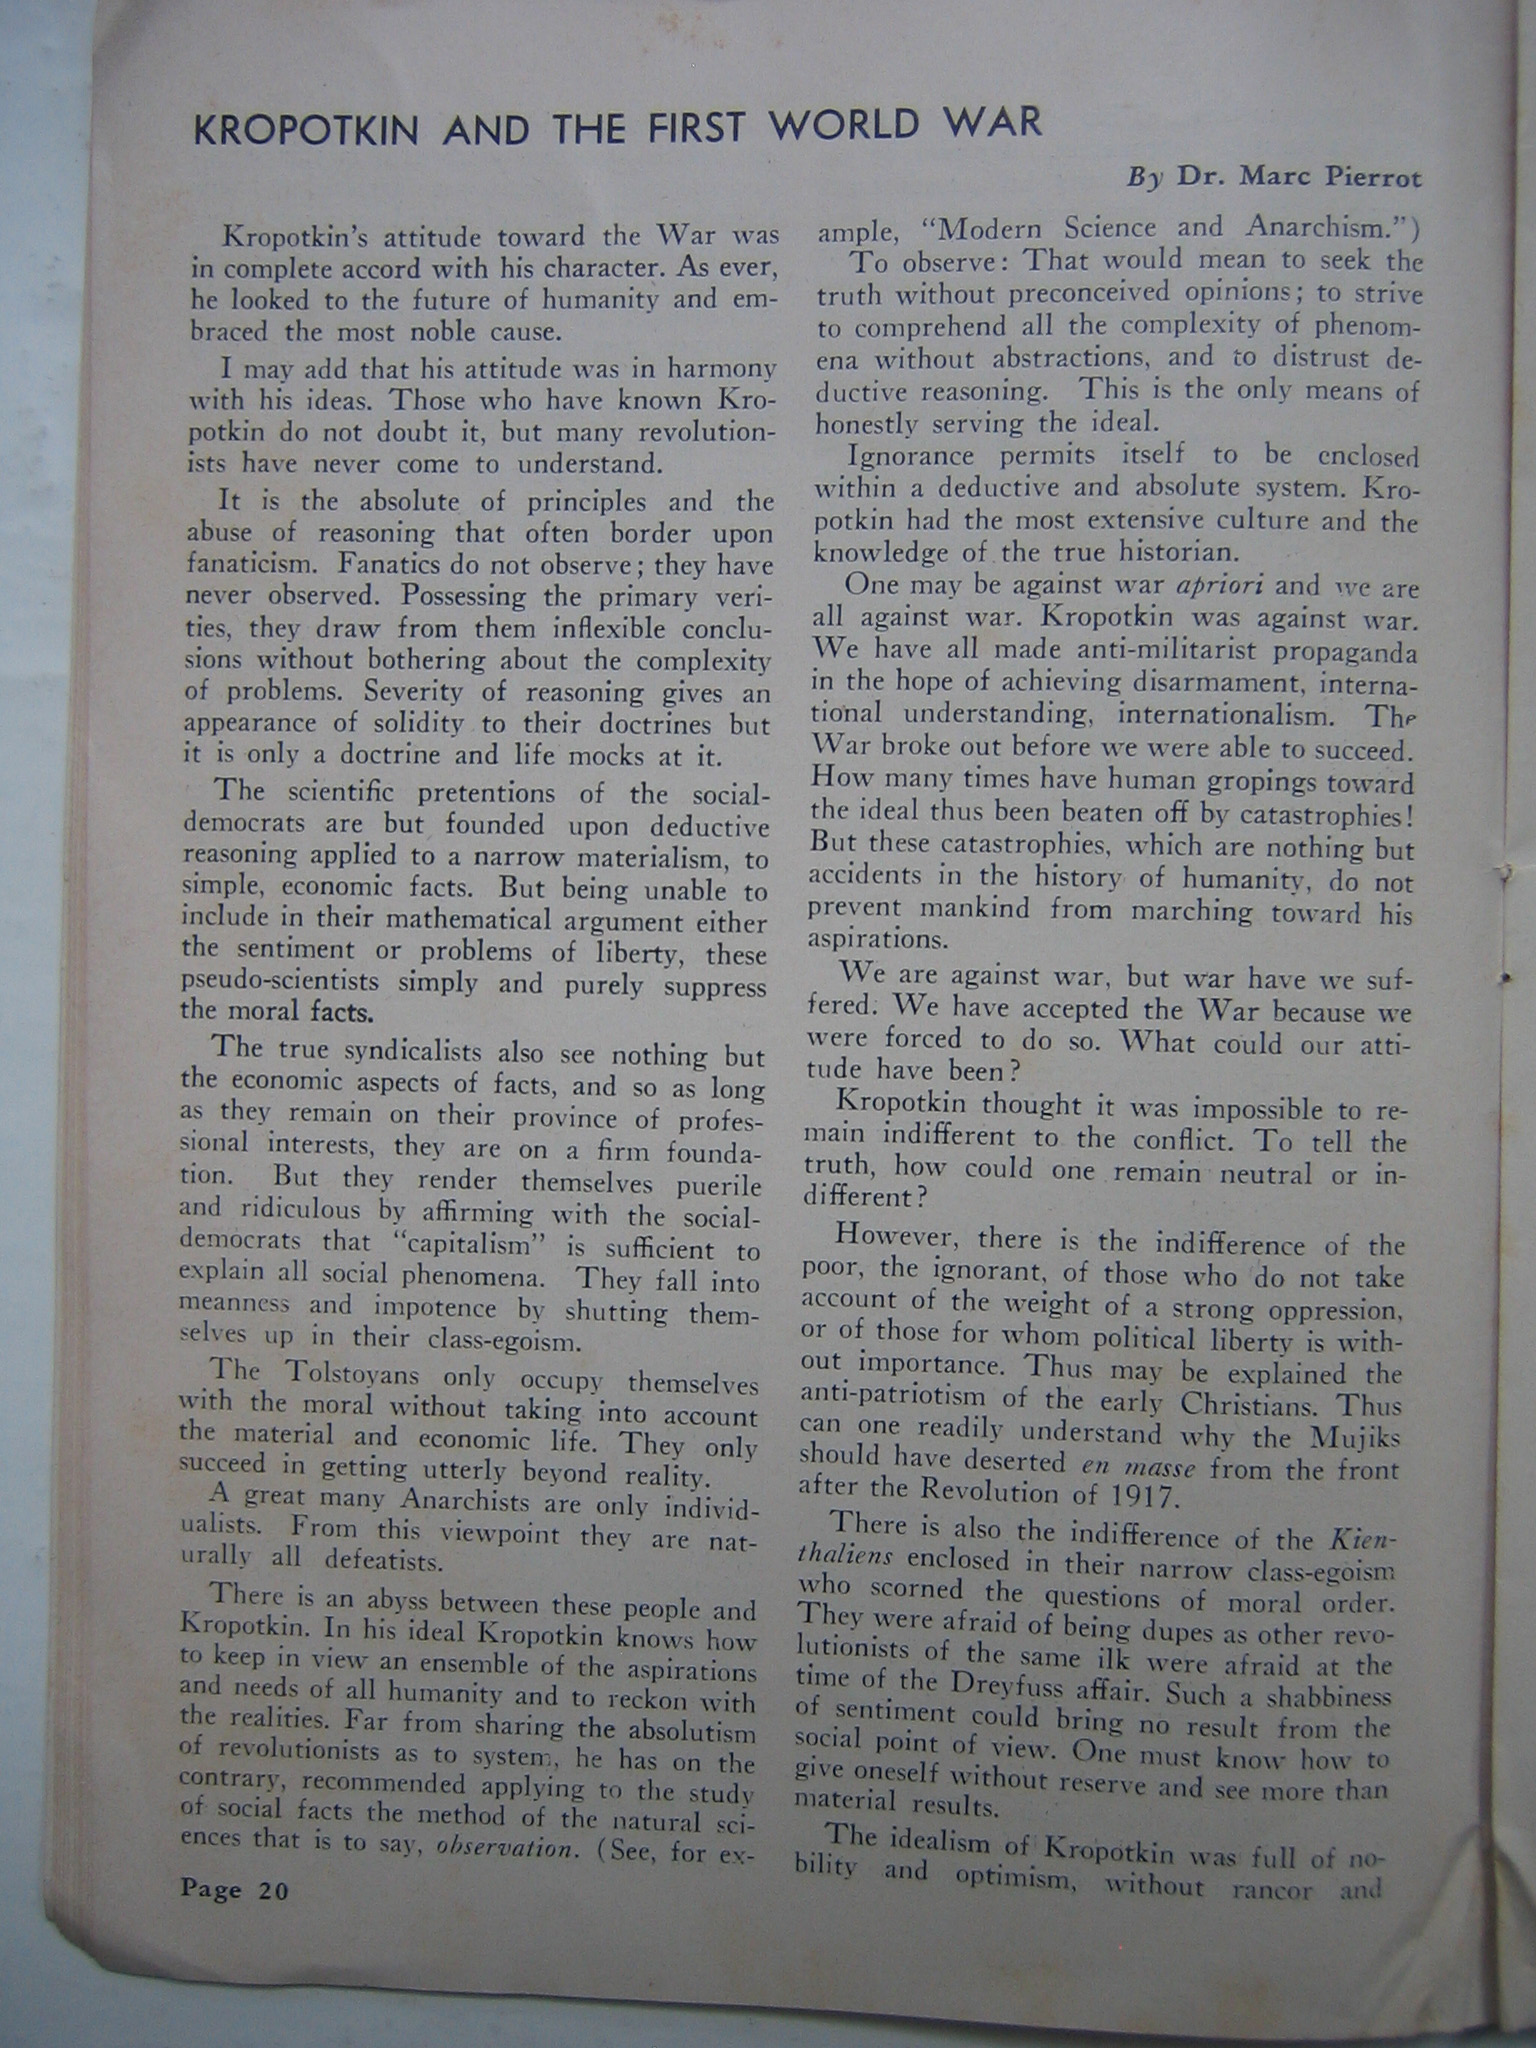 KROPOTKIN AND THE FIRST WORLD WAR
By Dr. Marc Pierrot
Kropotkin's attitude toward the War was
in complete accord with his character. As ever,
he looked to the future of humanity and em-
braced the most noble cause.
I may add that his attitude was in harmony
with his ideas. Those who have known Kro-
potkin do not doubt it, but many revolution-
ists have never come to understand.
It is the absolute of principles and the
abuse of reasoning that often border upon
fanaticism. Fanatics do not observe; they have
never observed. Possessing the primary veri-
ties, they draw from them inflexible conclu-
sions without bothering about the complexity
of problems. Severity of reasoning gives an
appearance of solidity to their doctrines but
it is only a doctrine and life mocks at it.
The scientific pretentions of the social-
democrats are but founded upon deductive
reasoning applied to a narrow materialism, to
simple, economic facts. But being unable to
include in their mathematical argument either
the sentiment or problems of liberty, these
pseudo-scientists simply and purely suppress
the moral facts.
The true syndicalists also see nothing but
the economic aspects of facts, and so as long
as they remain on their province of profes-
sional interests, they are on a firm founda-
tion. But they render themselves puerile
and ridiculous by affirming with the social-
democrats that "capitalism" is sufficient to
explain all social phenomena. They fall into
meanness and impotence by shutting them-
selves up in their class-egoism.
The Tolstoyans only occupy themselves
with the moral without taking into account
the material and economic life. They only
succeed in getting utterly beyond reality.
A great many Anarchists are only individ-
ualists. From this viewpoint they are nat-
urally all defeatists.
There is an abyss between these people and
Kropotkin. In his ideal Kropotkin knows how
to keep in view an ensemble of the aspirations
and needs of all humanity and to reckon with
the realities. Far from sharing the absolutism
of revolutionists as to system, he has on the
contrary, recommended applying to the study
of social facts the method of the natural sci-
ences that is to say, observation. (See, for ex-
Page 20
ample, "Modern Science and Anarchism.")
To observe: That would mean to seek the
truth without preconceived opinions; to strive
to comprehend all the complexity of phenom-
ena without abstractions, and to distrust de-
ductive reasoning. This is the only means of
honestly serving the ideal.
Ignorance permits itself to be enclosed
within a deductive and absolute system. Kro-
potkin had the most extensive culture and the
knowledge of the true historian.
One may be against war apriori and we are
all against war. Kropotkin was against war.
We have all made anti-militarist propaganda
in the hope of achieving disarmament, interna-
tional understanding, internationalism. The
War broke out before we were able to succeed.
How many times have human gropings toward
the ideal thus been beaten off by catastrophies!
But these catastrophies, which are nothing but
accidents in the history of humanity, do not
prevent mankind from marching toward his
aspirations.
We are against war, but war have we suf-
fered. We have accepted the War because we
were forced to do so. What could our atti-
tude have been?
Kropotkin thought it was impossible to re-
main indifferent to the conflict. To tell the
truth, how could one remain neutral or in-
different?
However, there is the indifference of the
poor, the ignorant, of those who do not take
account of the weight of a strong oppression,
or of those for whom political liberty is with-
out importance. Thus may be explained the
anti-patriotism of the early Christians. Thus
can one readily understand why the Mujiks
should have deserted en masse from the front
after the Revolution of 1917.
There is also the indifference of the Kien-
thaliens enclosed in their narrow class-egoism
who scorned the questions of moral order.
They were afraid of being dupes as other revo-
lutionists of the same ilk were afraid at the
time of the Dreyfuss affair. Such a shabbiness
of sentiment could bring no result from the
social point of view. One must know how to
give oneself without reserve and see more than
material results.
The idealism of Kropotkin was full of no-
bility and optimism, without rancor and